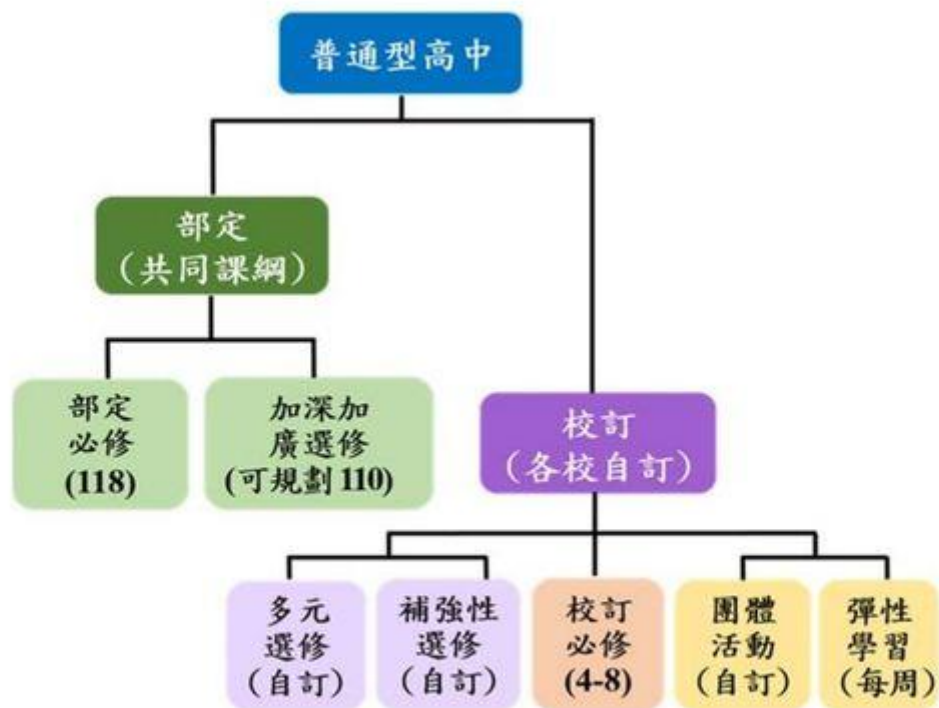 普通型高中
部定
（共同課綱）
部定
必修
(118)
加深加
廣選修
(可規劃 110)
校訂
（各校自訂）
多元
選修
（自訂）
補強性
選修
（自訂）
校訂
必修
(4-8)
團體
活動
（自訂）
彈性
學習
（每周）